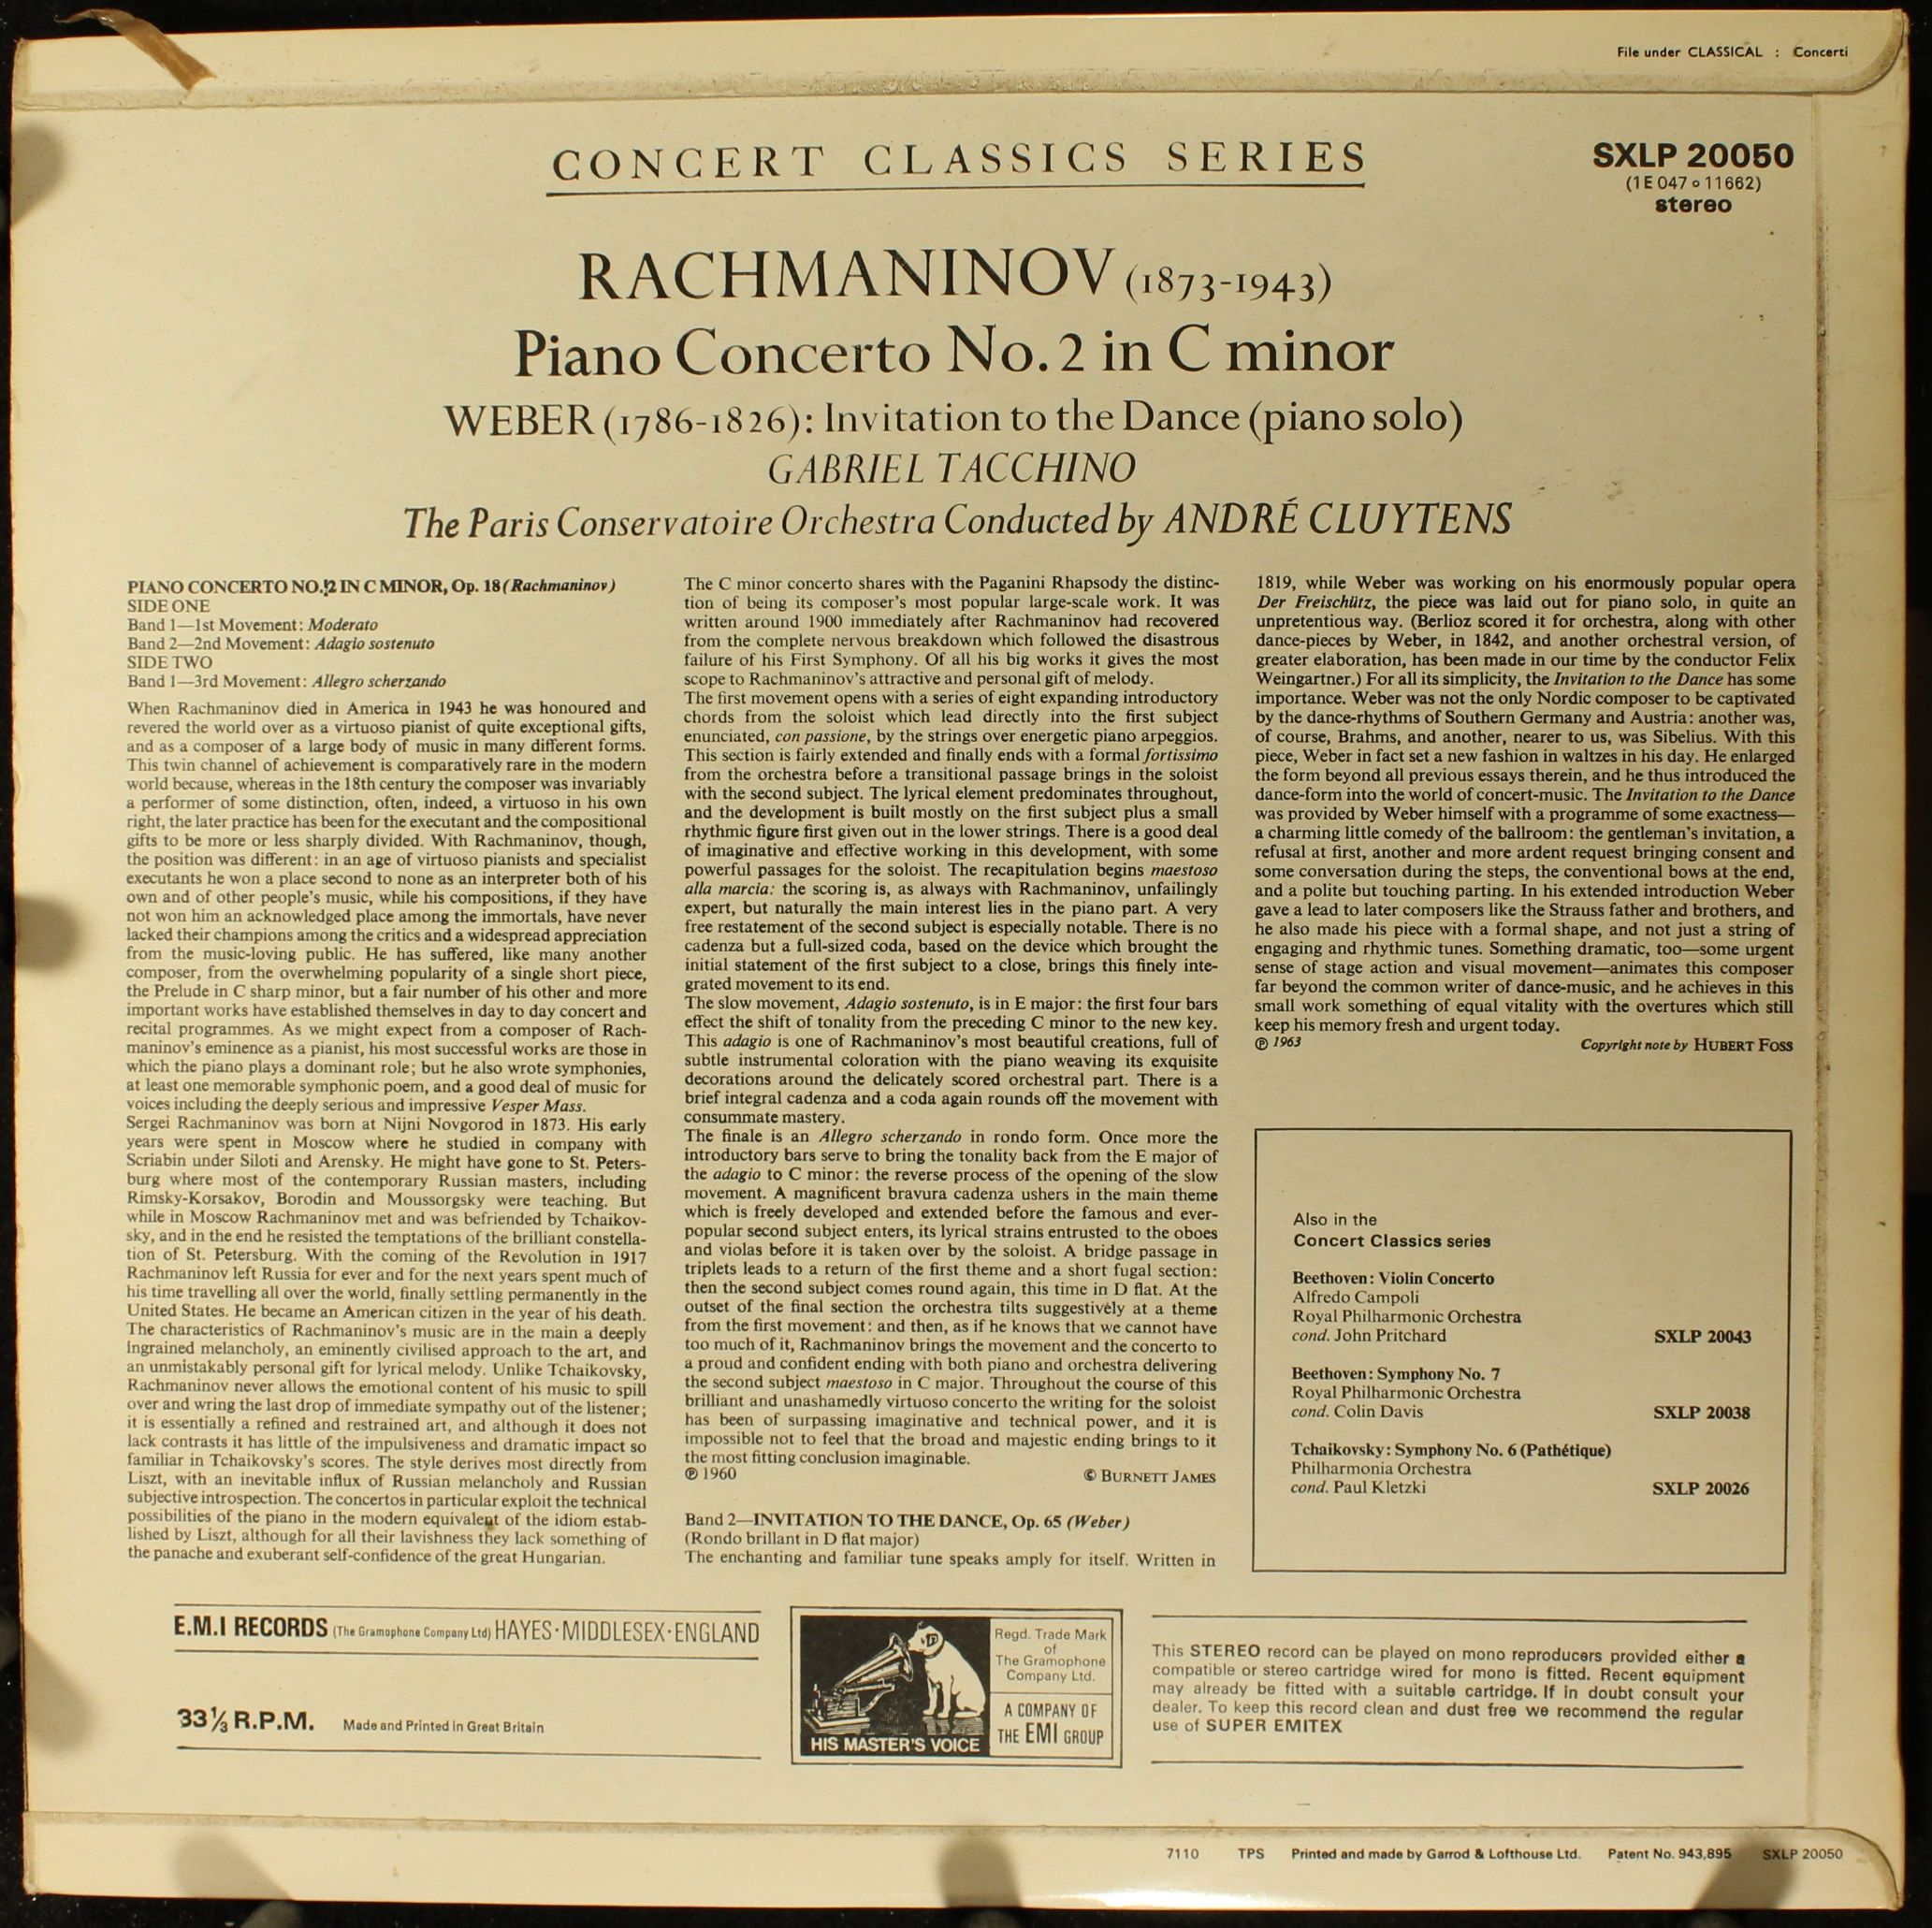 File under CLASSICAL : Concerti
CONCERT CLASSICS SERIES
SXLP 20050
(1E 047 o 11662)
stereo
RACHMANINOV (1873-1943)
Piano Concerto No. 2 in C minor
WEBER (1786-1826): Invitation to the Dance (piano solo)
GABRIEL TACCHINO
The Paris Conservatoire Orchestra Conducted by ANDRÉ CLUYTENS
PIANO CONCERTO NO. 2 IN C MINOR, Op. 18 (Rachmaninov)
SIDE ONE
Band 1—1st Movement: Moderato
Band 2—2nd Movement: Adagio sostenuto
SIDE TWO
Band 1—3rd Movement: Allegro scherzando
When Rachmaninov died in America in 1943 he was honoured and
revered the world over as a virtuoso pianist of quite exceptional gifts,
and as a composer of a large body of music in many different forms.
This twin channel of achievement is comparatively rare in the modern
world because, whereas in the 18th century the composer was invariably
a performer of some distinction, often, indeed, a virtuoso in his own
right, the later practice has been for the executant and the compositional
gifts to be more or less sharply divided. With Rachmaninov, though,
the position was different: in an age of virtuoso pianists and specialist
executants he won a place second to none as an interpreter both of his
own and of other people's music, while his compositions, if they have
not won him an acknowledged place among the immortals, have never
lacked their champions among the critics and a widespread appreciation
from the music-loving public. He has suffered, like many another
composer, from the overwhelming popularity of a single short piece,
the Prelude in C sharp minor, but a fair number of his other and more
important works have established themselves in day to day concert and
recital programmes. As we might expect from a composer of Rach-
maninov's eminence as a pianist, his most successful works are those in
which the piano plays a dominant role; but he also wrote symphonies,
at least one memorable symphonic poem, and a good deal of music for
voices including the deeply serious and impressive Vesper Mass.
Sergei Rachmaninov was born at Nijni Novgorod in 1873. His early
years were spent in Moscow where he studied in company with
Scriabin under Siloti and Arensky. He might have gone to St. Peters-
burg where most of the contemporary Russian masters, including
Rimsky-Korsakov, Borodin and Moussorgsky were teaching. But
while in Moscow Rachmaninov met and was befriended by Tchaikov-
sky, and in the end he resisted the temptations of the brilliant constella-
tion of St. Petersburg. With the coming of the Revolution in 1917
Rachmaninov left Russia for ever and for the next years spent much of
his time travelling all over the world, finally settling permanently in the
United States. He became an American citizen in the year of his death.
The characteristics of Rachmaninov's music are in the main a deeply
ingrained melancholy, an eminently civilised approach to the art, and
an unmistakably personal gift for lyrical melody. Unlike Tchaikovsky,
Rachmaninov never allows the emotional content of his music to spill
over and wring the last drop of immediate sympathy out of the listener;
it is essentially a refined and restrained art, and although it does not
lack contrasts it has little of the impulsiveness and dramatic impact so
familiar in Tchaikovsky's scores. The style derives most directly from
Liszt, with an inevitable influx of Russian melancholy and Russian
subjective introspection. The concertos in particular exploit the technical
possibilities of the piano in the modern equivalent of the idiom estab-
lished by Liszt, although for all their lavishness they lack something of
the panache and exuberant self-confidence of the great Hungarian.
The C minor concerto shares with the Paganini Rhapsody the distinc-
tion of being its composer's most popular large-scale work. It was
written around 1900 immediately after Rachmaninov had recovered
from the complete nervous breakdown which followed the disastrous
failure of his First Symphony. Of all his big works it gives the most
scope to Rachmaninov's attractive and personal gift of melody.
The first movement opens with a series of eight expanding introductory
chords from the soloist which lead directly into the first subject
enunciated, con passione, by the strings over energetic piano arpeggios.
This section is fairly extended and finally ends with a formal fortissimo
from the orchestra before a transitional passage brings in the soloist
with the second subject. The lyrical element predominates throughout,
and the development is built mostly on the first subject plus a small
rhythmic figure first given out in the lower strings. There is a good deal
of imaginative and effective working in this development, with some
powerful passages for the soloist. The recapitulation begins maestoso
alla marcia: the scoring is, as always with Rachmaninov, unfailingly
expert, but naturally the main interest lies in the piano part. A very
free restatement of the second subject is especially notable. There is no
cadenza but a full-sized coda, based on the device which brought the
initial statement of the first subject to a close, brings this finely inte-
grated movement to its end.
The slow movement, Adagio sostenuto, is in E major: the first four bars
effect the shift of tonality from the preceding C minor to the new key.
This adagio is one of Rachmaninov's most beautiful creations, full of
subtle instrumental coloration with the piano weaving its exquisite
decorations around the delicately scored orchestral part. There is a
brief integral cadenza and a coda again rounds off the movement with
consummate mastery.
The finale is an Allegro scherzando in rondo form. Once more the
introductory bars serve to bring the tonality back from the E major of
the adagio to C minor: the reverse process of the opening of the slow
movement. A magnificent bravura cadenza ushers in the main theme
which is freely developed and extended before the famous and ever-
popular second subject enters, its lyrical strains entrusted to the oboes
and violas before it is taken over by the soloist. A bridge passage in
triplets leads to a return of the first theme and a short fugal section:
then the second subject comes round again, this time in D flat. At the
outset of the final section the orchestra tilts suggestively at a theme
from the first movement: and then, as if he knows that we cannot have
too much of it, Rachmaninov brings the movement and the concerto to
a proud and confident ending with both piano and orchestra delivering
the second subject maestoso in C major. Throughout the course of this
brilliant and unashamedly virtuoso concerto the writing for the soloist
has been of surpassing imaginative and technical power, and it is
impossible not to feel that the broad and majestic ending brings to it
the most fitting conclusion imaginable.
℗ 1960 © BURNETT JAMES
Band 2—INVITATION TO THE DANCE, Op. 65 (Weber)
(Rondo brillant in D flat major)
The enchanting and familiar tune speaks amply for itself. Written in
1819, while Weber was working on his enormously popular opera
Der Freischütz, the piece was laid out for piano solo, in quite an
unpretentious way. (Berlioz scored it for orchestra, along with other
dance-pieces by Weber, in 1842, and another orchestral version, of
greater elaboration, has been made in our time by the conductor Felix
Weingartner.) For all its simplicity, the Invitation to the Dance has some
importance. Weber was not the only Nordic composer to be captivated
by the dance-rhythms of Southern Germany and Austria: another was,
of course, Brahms, and another, nearer to us, was Sibelius. With this
piece, Weber in fact set a new fashion in waltzes in his day. He enlarged
the form beyond all previous essays therein, and he thus introduced the
dance-form into the world of concert-music. The Invitation to the Dance
was provided by Weber himself with a programme of some exactness—
a charming little comedy of the ballroom: the gentleman's invitation, a
refusal at first, another and more ardent request bringing consent and
some conversation during the steps, the conventional bows at the end,
and a polite but touching parting. In his extended introduction Weber
gave a lead to later composers like the Strauss father and brothers, and
he also made his piece with a formal shape, and not just a string of
engaging and rhythmic tunes. Something dramatic, too—some urgent
sense of stage action and visual movement—animates this composer
far beyond the common writer of dance-music, and he achieves in this
small work something of equal vitality with the overtures which still
keep his memory fresh and urgent today.
℗ 1963 Copyright note by HUBERT FOSS
Also in the
Concert Classics series
Beethoven: Violin Concerto
Alfredo Campoli
Royal Philharmonic Orchestra
cond. John Pritchard SXLP 20043
Beethoven: Symphony No. 7
Royal Philharmonic Orchestra
cond. Colin Davis SXLP 20038
Tchaikovsky: Symphony No. 6 (Pathétique)
Philharmonia Orchestra
cond. Paul Kletzki SXLP 20026
E.M.I RECORDS (The Gramophone Company Ltd) HAYES·MIDDLESEX·ENGLAND
33⅓ R.P.M. Made and Printed in Great Britain
HIS MASTER'S VOICE
Regd. Trade Mark
of
The Gramophone
Company Ltd.
A COMPANY OF
THE EMI GROUP
This STEREO record can be played on mono reproducers provided either a
compatible or stereo cartridge wired for mono is fitted. Recent equipment
may already be fitted with a suitable cartridge. If in doubt consult your
dealer. To keep this record clean and dust free we recommend the regular
use of SUPER EMITEX
7110 TPS Printed and made by Garrod & Lofthouse Ltd. Patent No. 943,895 SXLP 20050